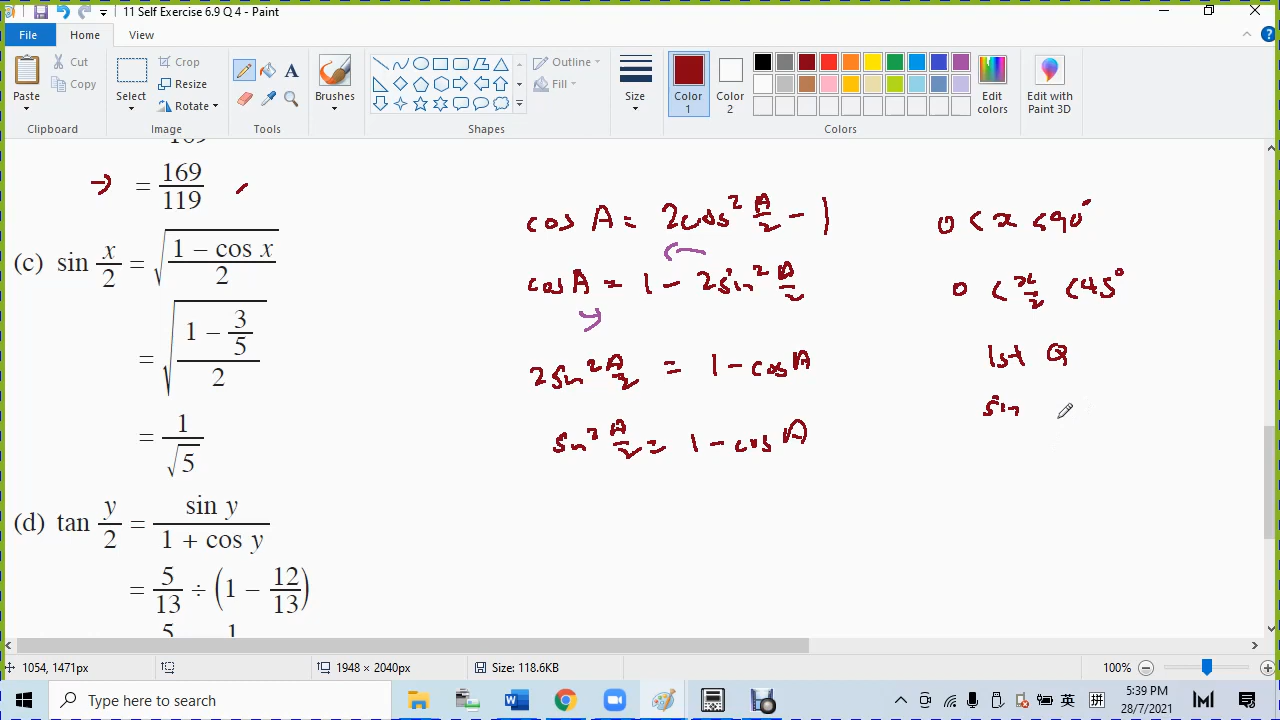 11 Self Exercise 6.9 Q 4 - Paint
File Home View
Paste Cut Copy Clipboard
Select Crop Resize Rotate Image
Tools
Brushes
Outline Fill Shapes
Size
Color 1 Color 2 Edit colors Colors
Edit with Paint 3D
169
→ = 169/119
(c) sin x/2 = √((1 − cos x)/2)
= √((1 − 3/5)/2)
= 1/√5
(d) tan y/2 = sin y/(1 + cos y)
= 5/13 ÷ (1 − 12/13)
5 1
cos A = 2cos² A/2 − 1
cos A = 1 − 2sin² A/2
2sin² A/2 = 1 − cos A
sin² A/2 = 1 − cos A
0 < x < 90°
0 < x/2 < 45°
1st Q
sin
1054, 1471px 1948 × 2040px Size: 118.6KB 100%
Type here to search
英 拼 5:39 PM
28/7/2021